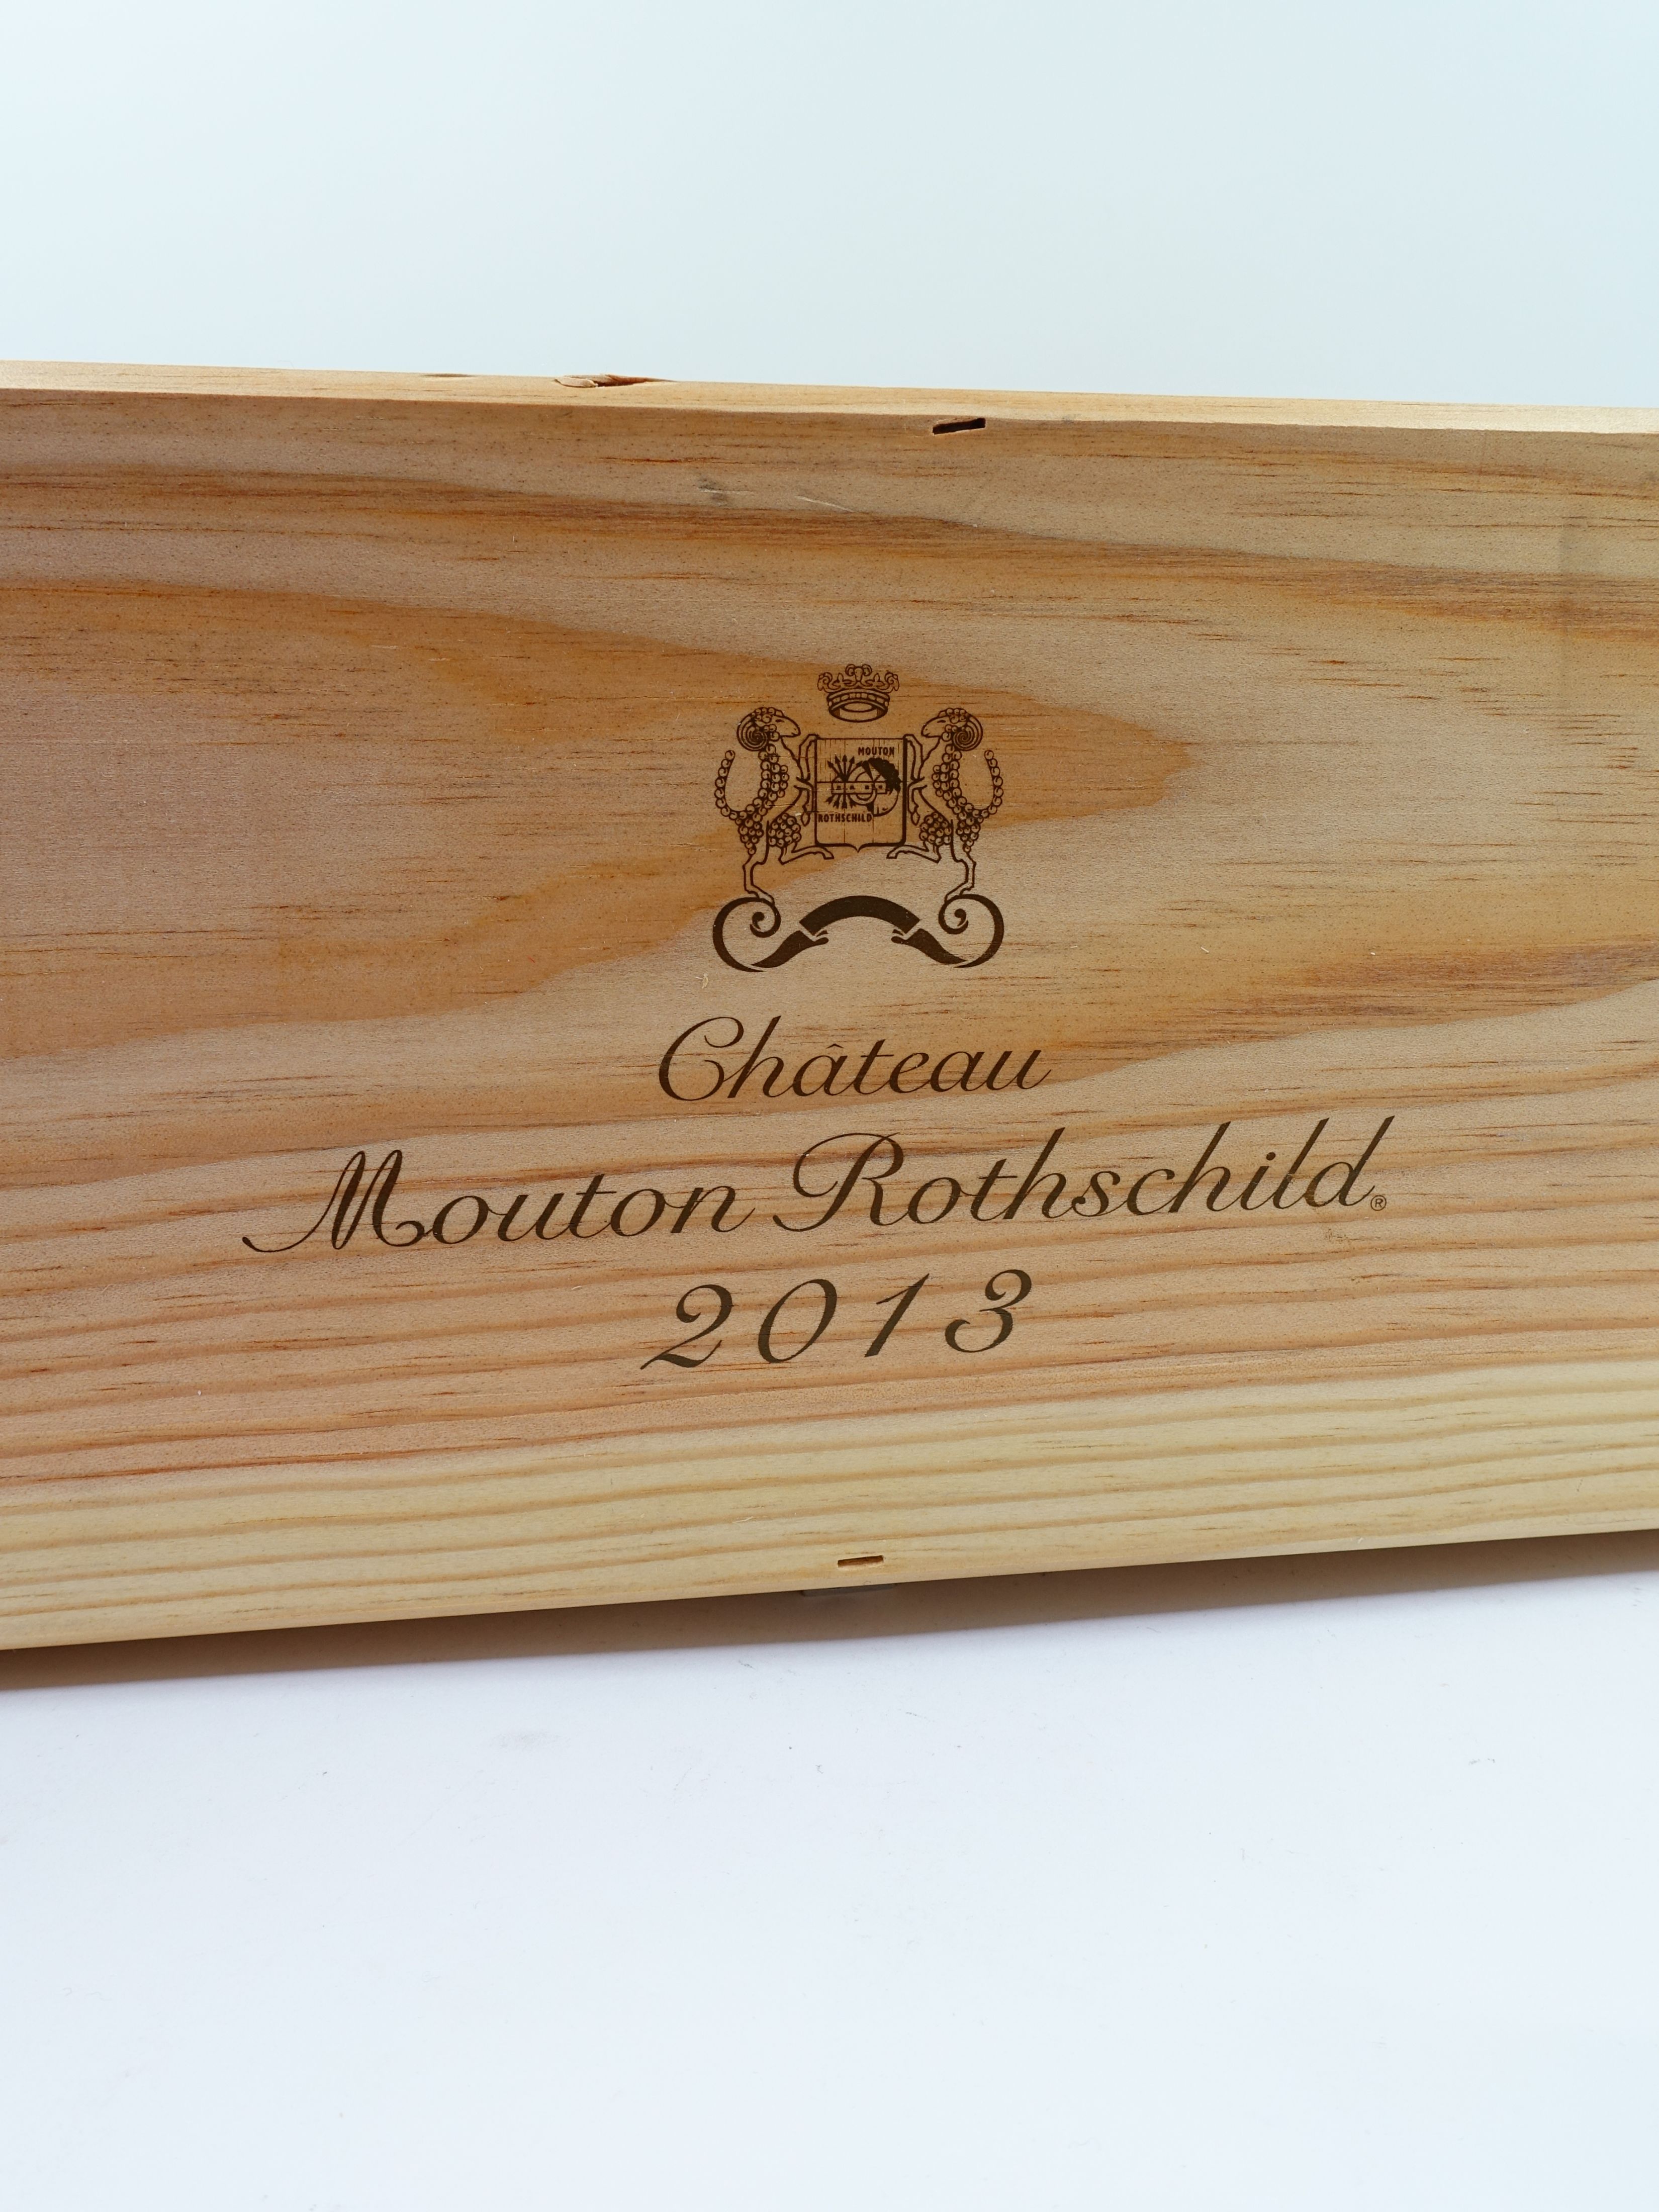 MOUTON
ROTHSCHILD
Château
Mouton Rothschild®
2013